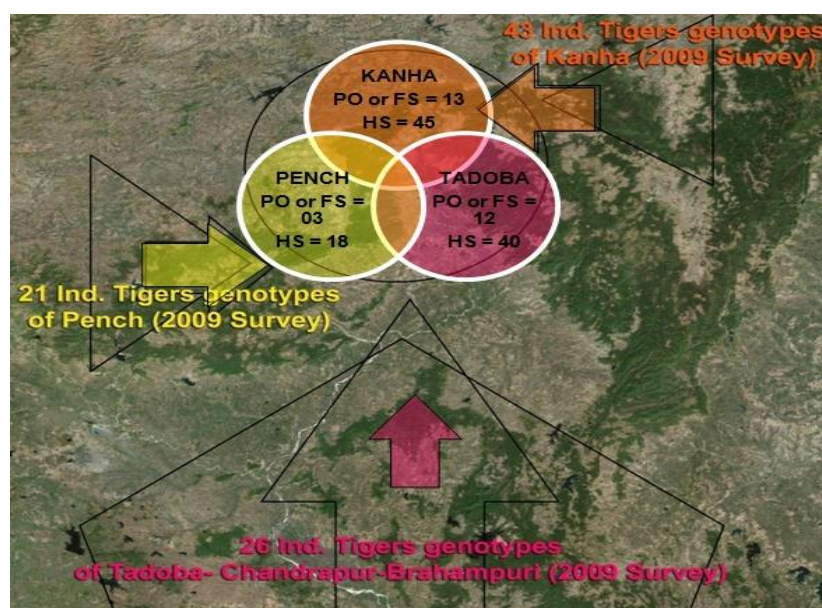 43 Ind. Tigers genotypes
of Kanha (2009 Survey)
KANHA
PO or FS = 13
HS = 45
PENCH
PO or FS =
03
HS = 18
TADOBA
PO or FS =
12
HS = 40
21 Ind. Tigers genotypes
of Pench (2009 Survey)
26 Ind. Tigers genotypes
of Tadoba- Chandrapur-Brahampuri (2009 Survey)